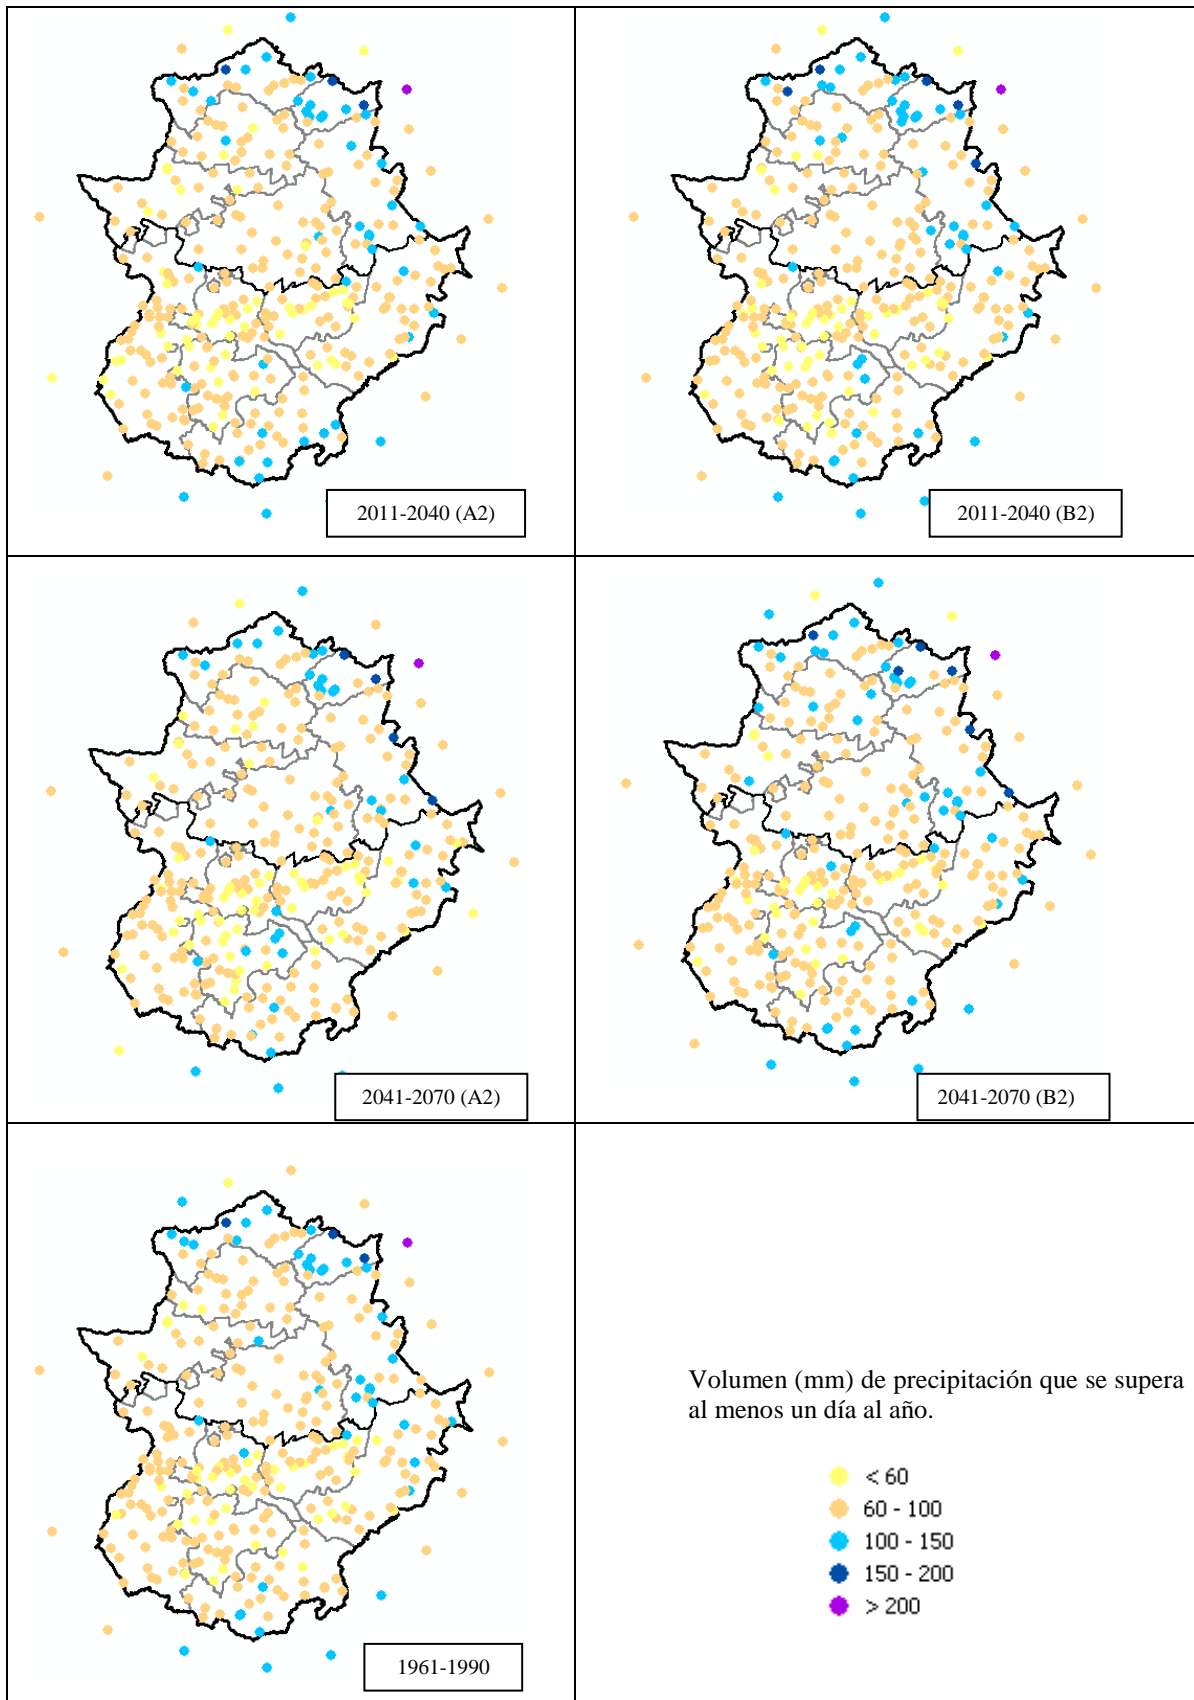 2011-2040 (A2)
2011-2040 (B2)
2041-2070 (A2)
2041-2070 (B2)
1961-1990
Volumen (mm) de precipitación que se supera
al menos un día al año.
< 60
60 - 100
100 - 150
150 - 200
> 200